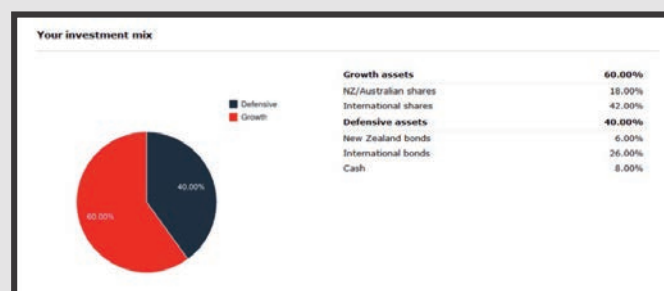 Your investment mix
Defensive
Growth
40.00%
60.00%
Growth assets 60.00%
NZ/Australian shares 18.00%
International shares 42.00%
Defensive assets 40.00%
New Zealand bonds 6.00%
International bonds 26.00%
Cash 8.00%